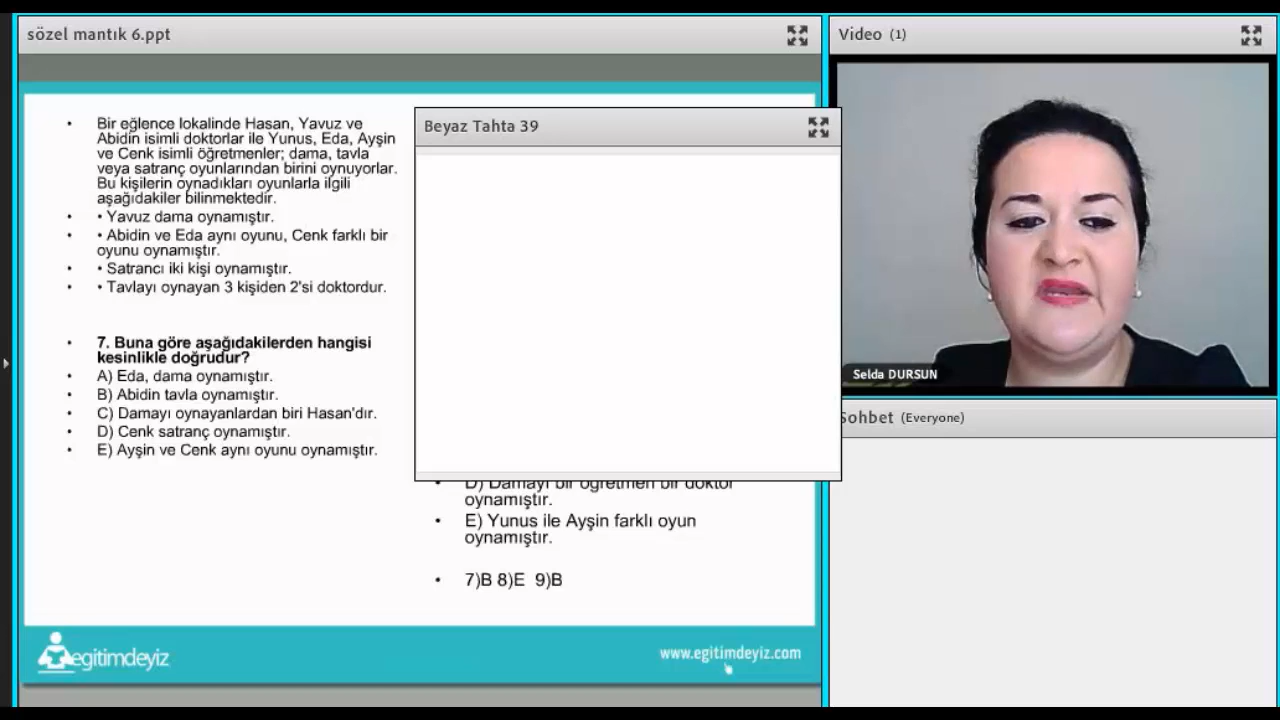 sözel mantık 6.ppt
• Bir eğlence lokalinde Hasan, Yavuz ve
Abidin isimli doktorlar ile Yunus, Eda, Ayşin
ve Cenk isimli öğretmenler; dama, tavla
veya satranç oyunlarından birini oynuyorlar.
Bu kişilerin oynadıkları oyunlarla ilgili
aşağıdakiler bilinmektedir.
• • Yavuz dama oynamıştır.
• • Abidin ve Eda aynı oyunu, Cenk farklı bir
oyunu oynamıştır.
• • Satrancı iki kişi oynamıştır.
• • Tavlayı oynayan 3 kişiden 2'si doktordur.
• 7. Buna göre aşağıdakilerden hangisi
kesinlikle doğrudur?
• A) Eda, dama oynamıştır.
• B) Abidin tavla oynamıştır.
• C) Damayı oynayanlardan biri Hasan'dır.
• D) Cenk satranç oynamıştır.
• E) Ayşin ve Cenk aynı oyunu oynamıştır.
Beyaz Tahta 39
• D) Damayı bir öğretmen bir doktor
oynamıştır.
• E) Yunus ile Ayşin farklı oyun
oynamıştır.
• 7)B 8)E 9)B
egitimdeyiz
www.egitimdeyiz.com
Video (1)
Selda DURSUN
Sohbet (Everyone)